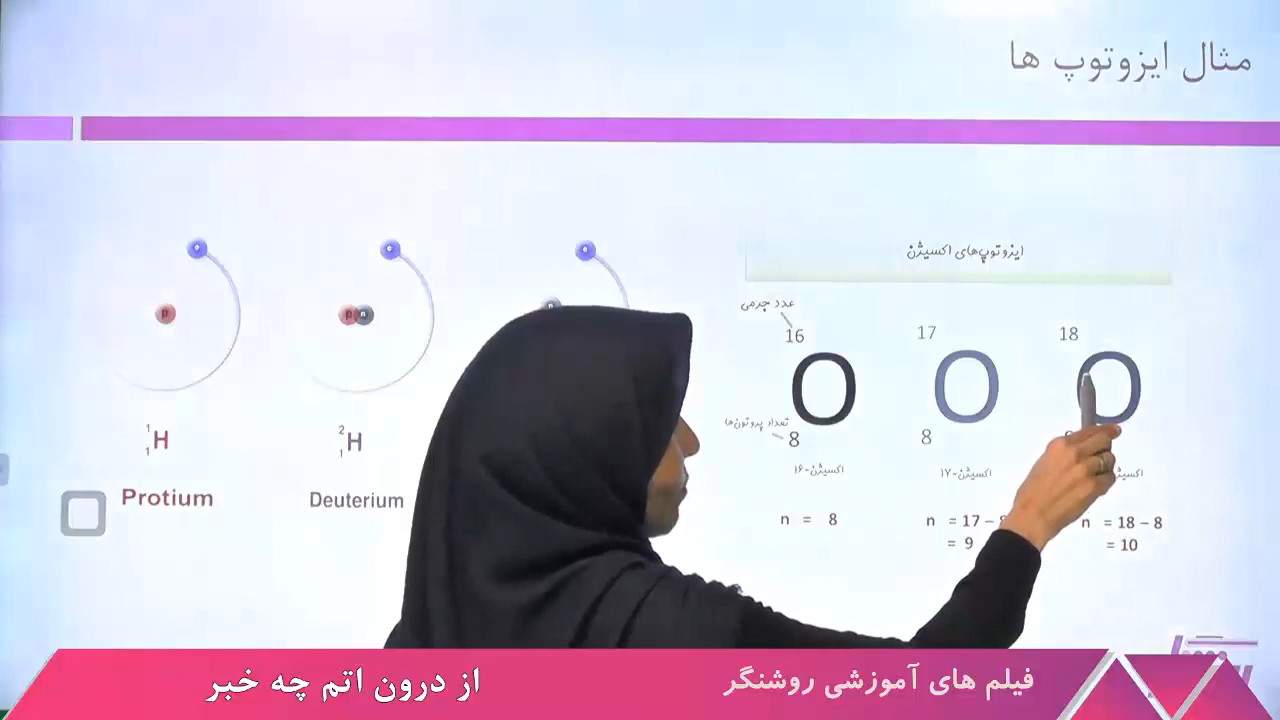 مثال ایزوتوپ ها
ایزوتوپ‌های اکسیژن
عدد جرمی
16
O
تعداد پروتون‌ها
8
اکسیژن-۱۶
n = 8
17
O
8
اکسیژن-۱۷
n = 17 –
= 9
18
O
n = 18 – 8
= 10
p
1
1 H
Protium
p n
2
1 H
Deuterium
n
فیلم های آموزشی روشنگر
از درون اتم چه خبر